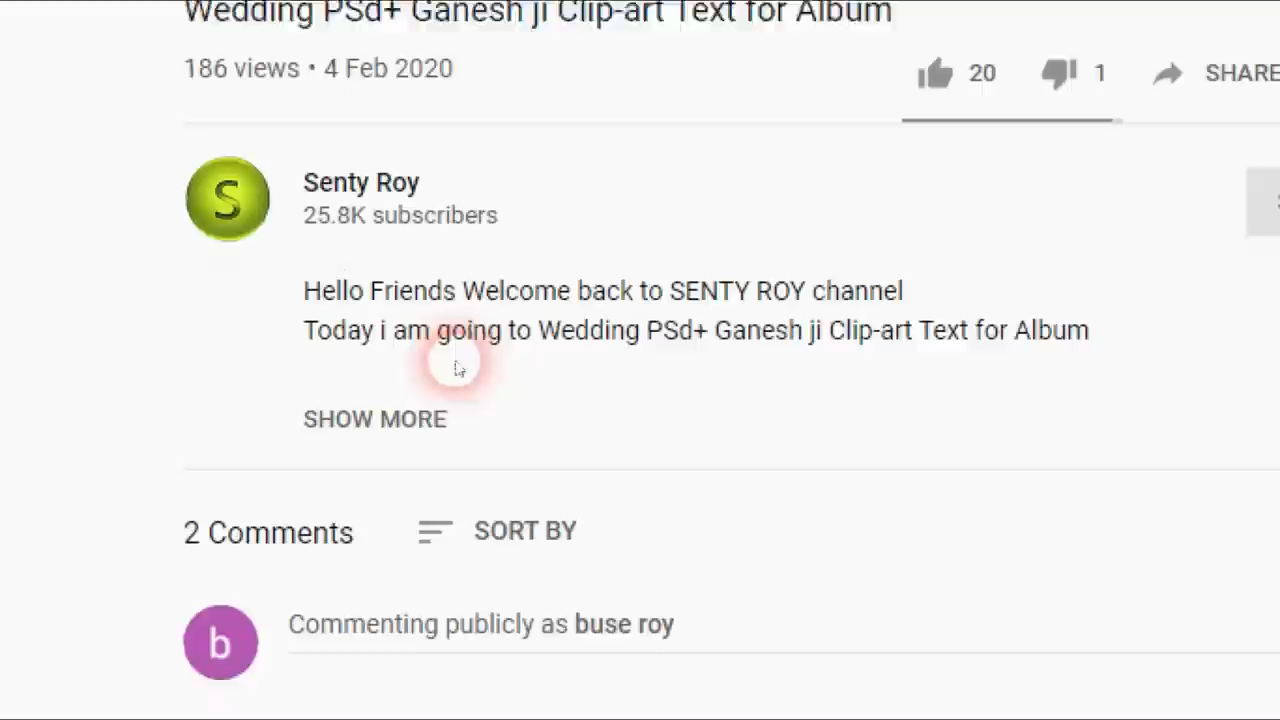 Wedding PSd+ Ganesh ji Clip-art Text for Album
186 views • 4 Feb 2020
20
1
SHARE
S
Senty Roy
25.8K subscribers
Hello Friends Welcome back to SENTY ROY channel
Today i am going to Wedding PSd+ Ganesh ji Clip-art Text for Album
SHOW MORE
2 Comments
SORT BY
b
Commenting publicly as buse roy